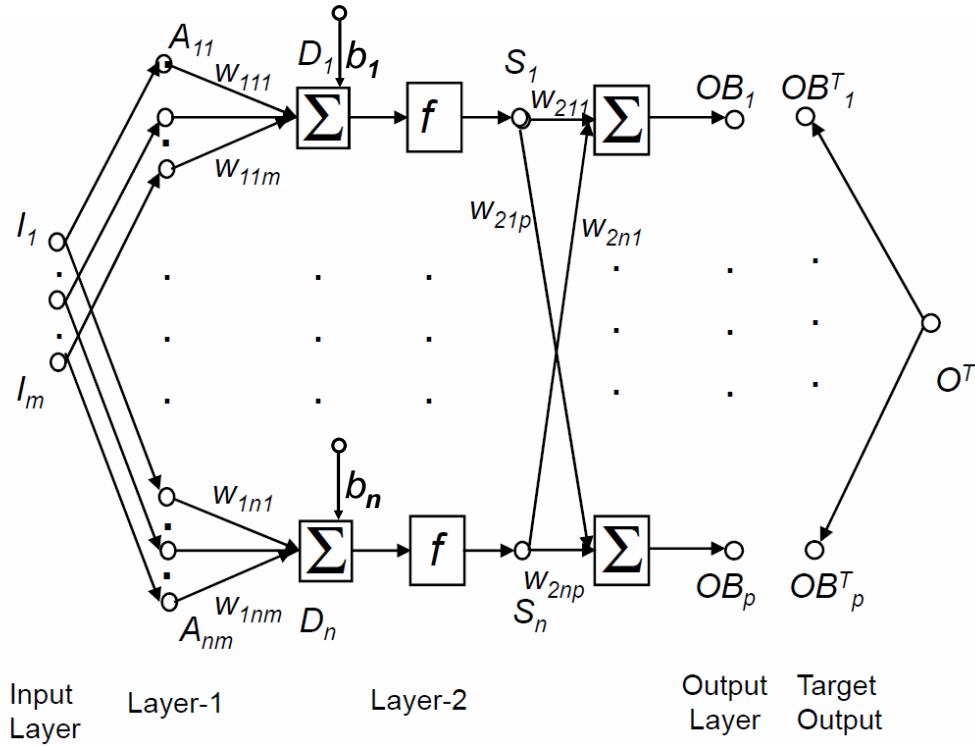 A₁₁
w₁₁₁
w₁₁ₘ
D₁
b₁
Σ
f
S₁
w₂₁₁
Σ
OB₁
OBᵀ₁
w₂₁ₚ
w₂ₙ₁
I₁
Iₘ
Oᵀ
w₁ₙ₁
w₁ₙₘ
Aₙₘ
bₙ
Σ
Dₙ
f
Sₙ
w₂ₙₚ
Σ
OBₚ
OBᵀₚ
Input
Layer
Layer-1
Layer-2
Output
Layer
Target
Output